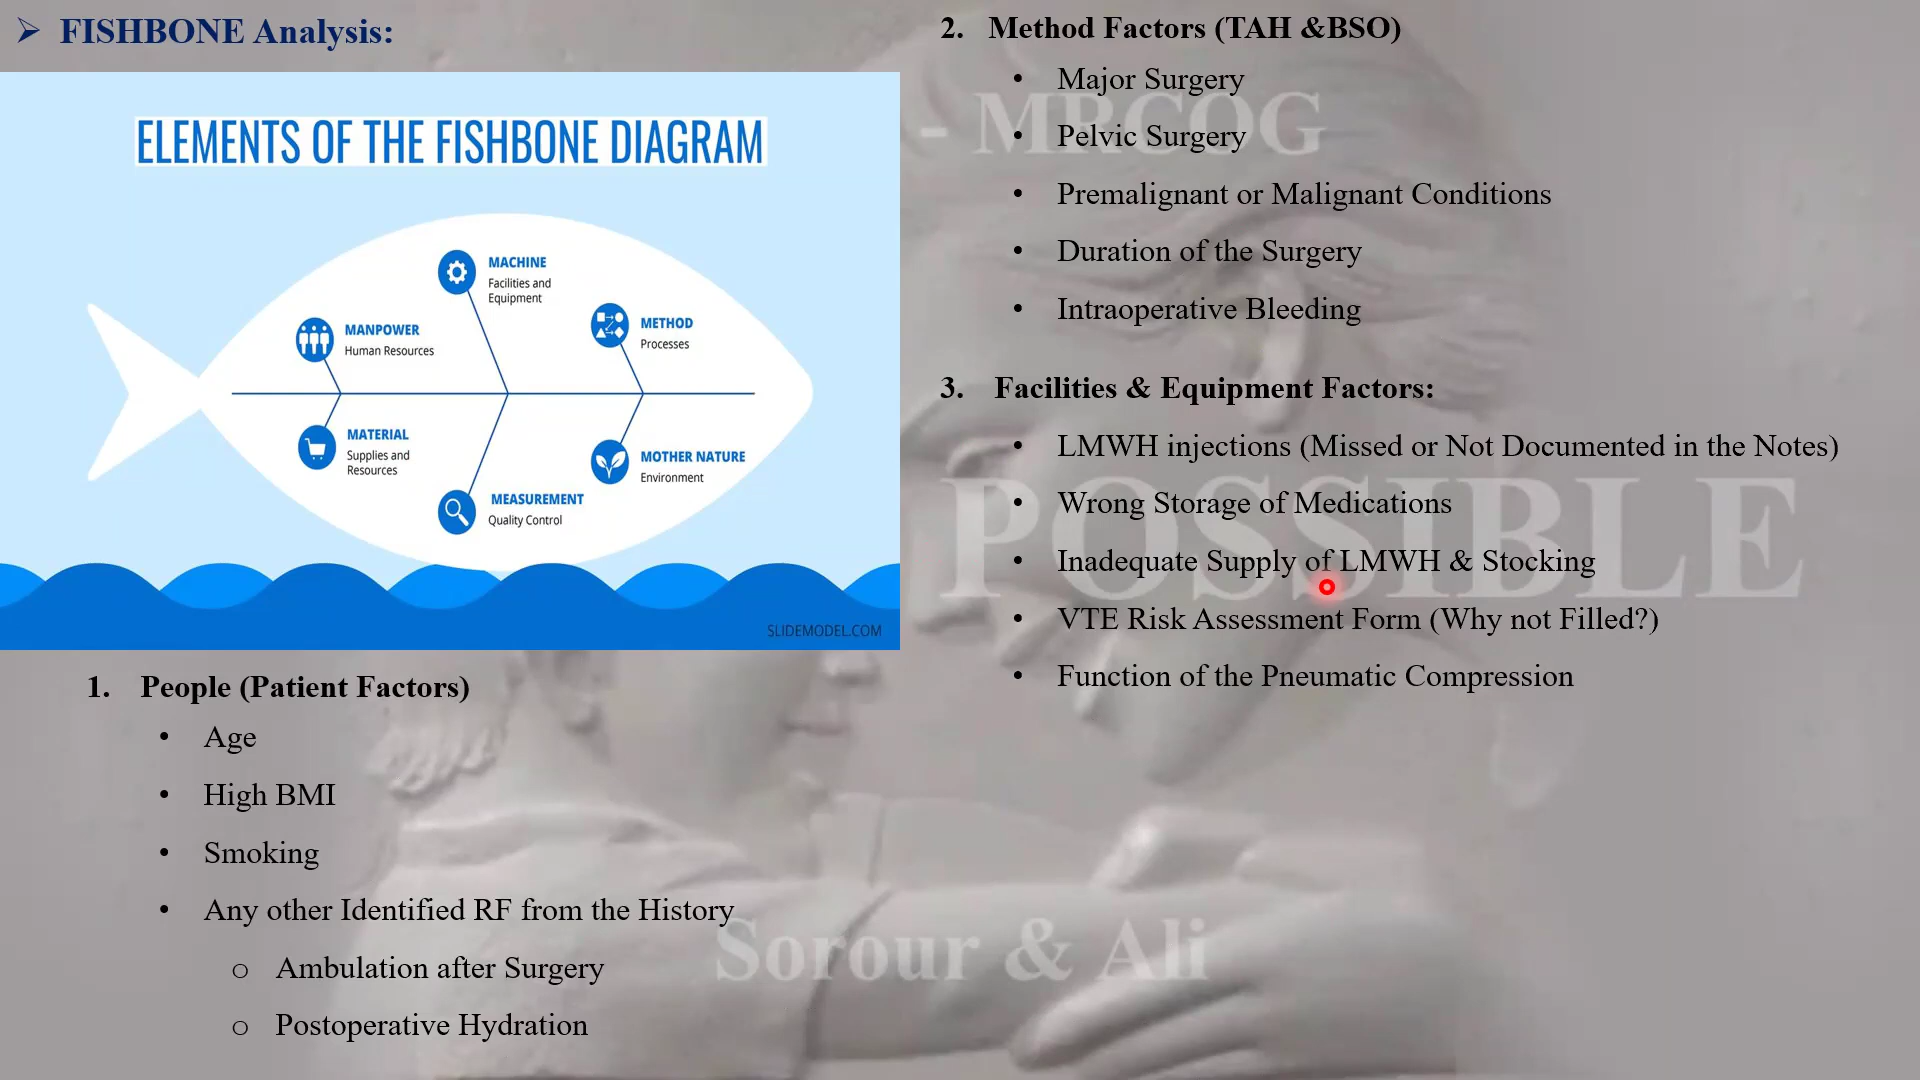 ➢ FISHBONE Analysis:
ELEMENTS OF THE FISHBONE DIAGRAM
MACHINE
Facilities and
Equipment
MANPOWER
Human Resources
METHOD
Processes
MATERIAL
Supplies and
Resources
MOTHER NATURE
Environment
MEASUREMENT
Quality Control
SLIDEMODEL.COM
1. People (Patient Factors)
• Age
• High BMI
• Smoking
• Any other Identified RF from the History
o Ambulation after Surgery
o Postoperative Hydration
2. Method Factors (TAH &BSO)
• Major Surgery
• Pelvic Surgery
• Premalignant or Malignant Conditions
• Duration of the Surgery
• Intraoperative Bleeding
3. Facilities & Equipment Factors:
• LMWH injections (Missed or Not Documented in the Notes)
• Wrong Storage of Medications
• Inadequate Supply of LMWH & Stocking
• VTE Risk Assessment Form (Why not Filled?)
• Function of the Pneumatic Compression
- MRCOG
POSSIBLE
Sorour & Ali